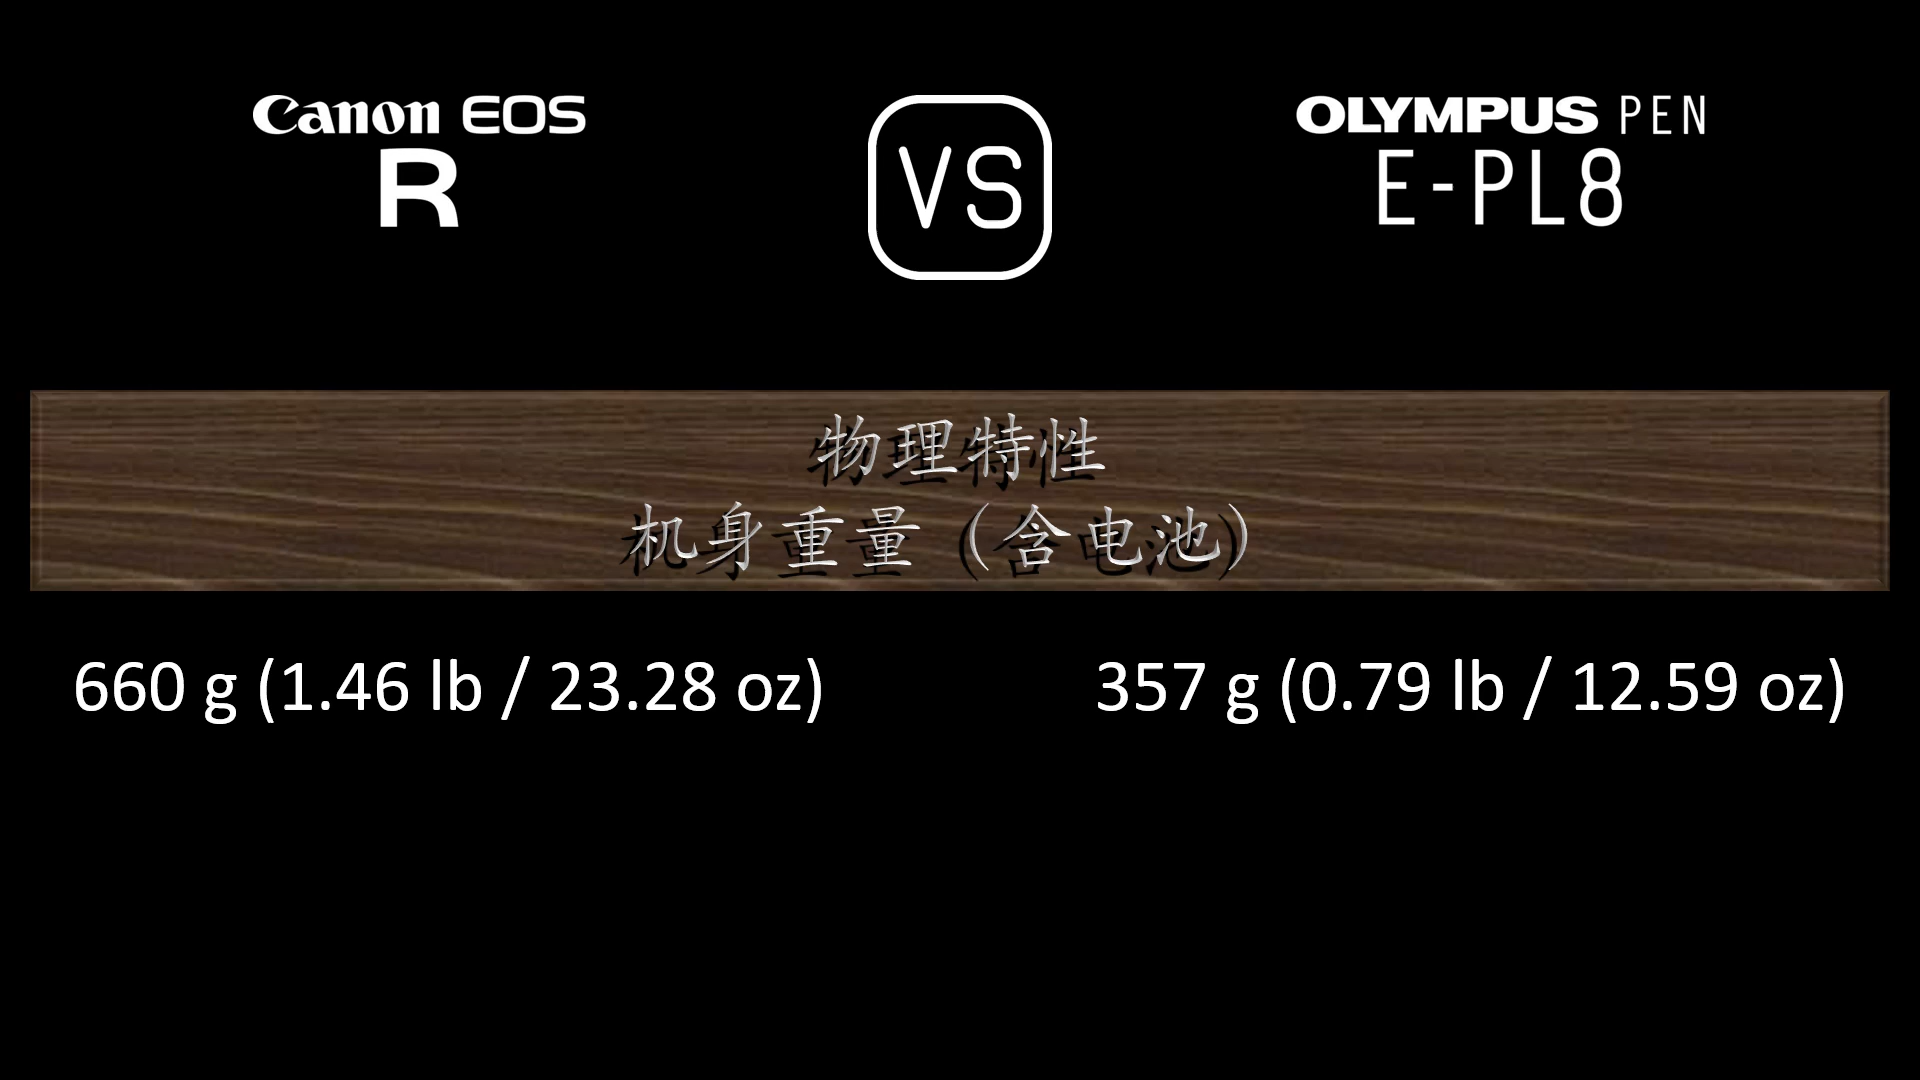 Canon EOS
R
VS
OLYMPUS PEN
E-PL8
物理特性
机身重量（含电池）
660 g (1.46 lb / 23.28 oz)
357 g (0.79 lb / 12.59 oz)